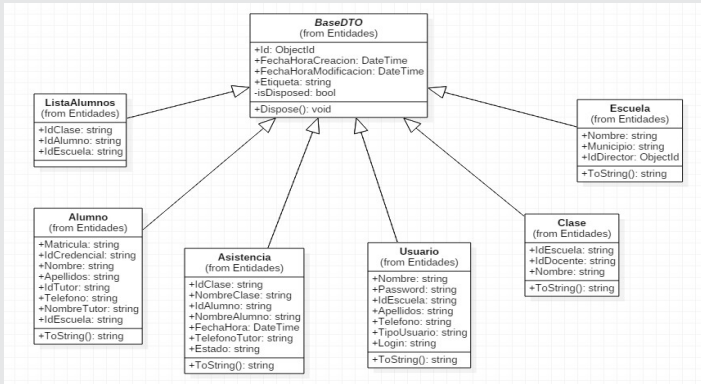 BaseDTO
(from Entidades)
+Id: ObjectId
+FechaHoraCreacion: DateTime
+FechaHoraModificacion: DateTime
+Etiqueta: string
-isDisposed: bool
+Dispose(): void
ListaAlumnos
(from Entidades)
+IdClase: string
+IdAlumno: string
+IdEscuela: string
Escuela
(from Entidades)
+Nombre: string
+Municipio: string
+IdDirector: ObjectId
+ToString(): string
Alumno
(from Entidades)
+Matricula: string
+IdCredencial: string
+Nombre: string
+Apellidos: string
+IdTutor: string
+Telefono: string
+NombreTutor: string
+IdEscuela: string
+ToString(): string
Asistencia
(from Entidades)
+IdClase: string
+NombreClase: string
+IdAlumno: string
+NombreAlumno: string
+FechaHora: DateTime
+TelefonoTutor: string
+Estado: string
+ToString(): string
Usuario
(from Entidades)
+Nombre: string
+Password: string
+IdEscuela: string
+Apellidos: string
+Telefono: string
+TipoUsuario: string
+Login: string
+ToString(): string
Clase
(from Entidades)
+IdEscuela: string
+IdDocente: string
+Nombre: string
+ToString(): string